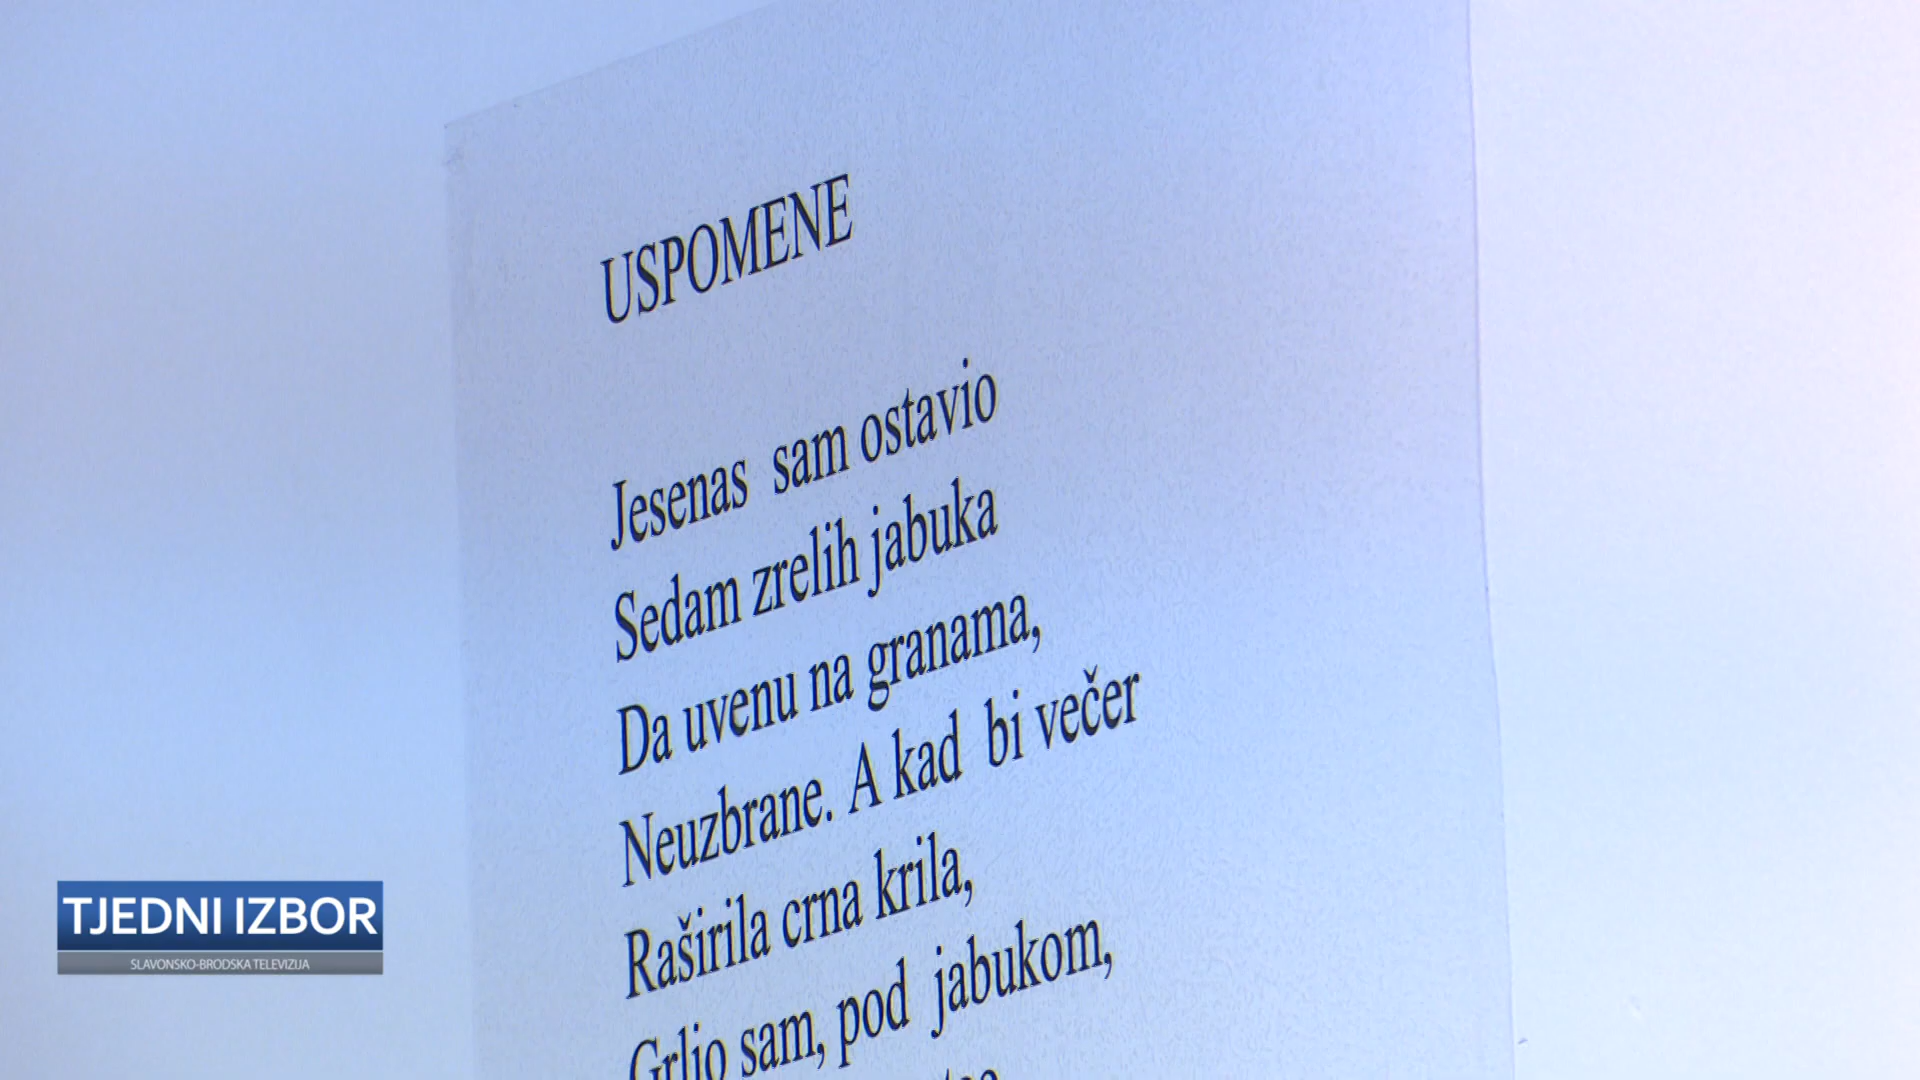 USPOMENE
Jesenas sam ostavio
Sedam zrelih jabuka
Da uvenu na granama,
Neuzbrane. A kad bi večer
Raširila crna krila,
Grlio sam, pod jabukom,
TJEDNI IZBOR
SLAVONSKO-BRODSKA TELEVIZIJA